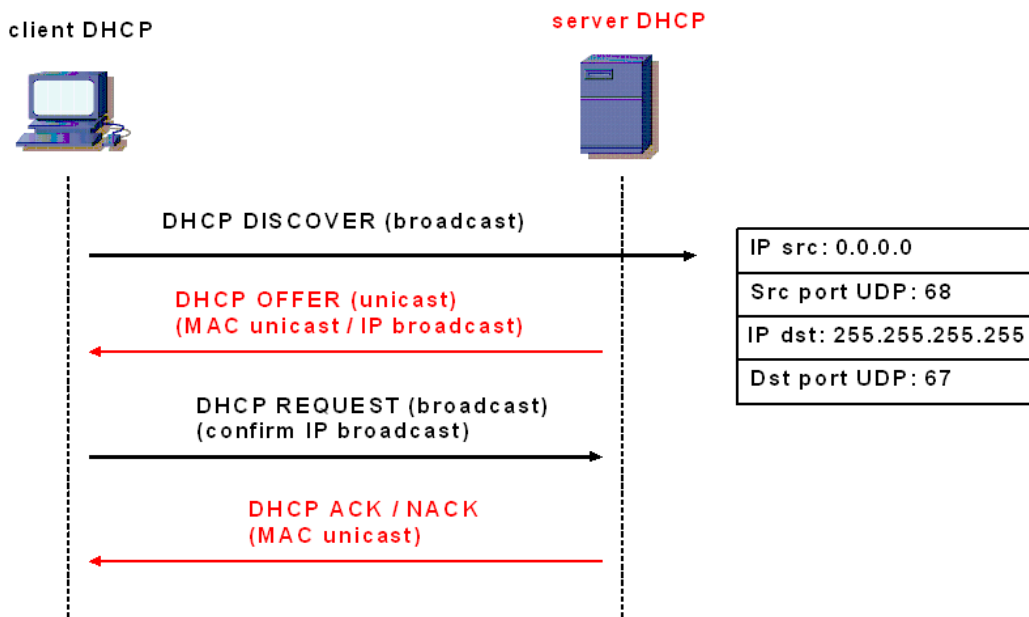 client DHCP
server DHCP
DHCP DISCOVER (broadcast)
IP src: 0.0.0.0
Src port UDP: 68
IP dst: 255.255.255.255
Dst port UDP: 67
DHCP OFFER (unicast)
(MAC unicast / IP broadcast)
DHCP REQUEST (broadcast)
(confirm IP broadcast)
DHCP ACK / NACK
(MAC unicast)